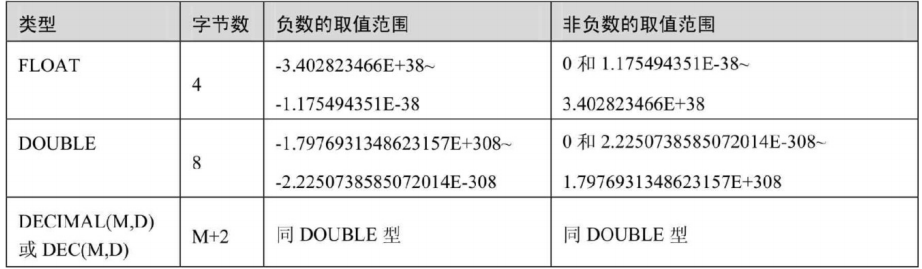 类型 字节数 负数的取值范围 非负数的取值范围
FLOAT 4 -3.402823466E+38~ 0 和 1.175494351E-38~
-1.175494351E-38 3.402823466E+38
DOUBLE 8 -1.7976931348623157E+308~ 0 和 2.2250738585072014E-308~
-2.2250738585072014E-308 1.7976931348623157E+308
DECIMAL(M,D) M+2 同 DOUBLE 型 同 DOUBLE 型
或 DEC(M,D)